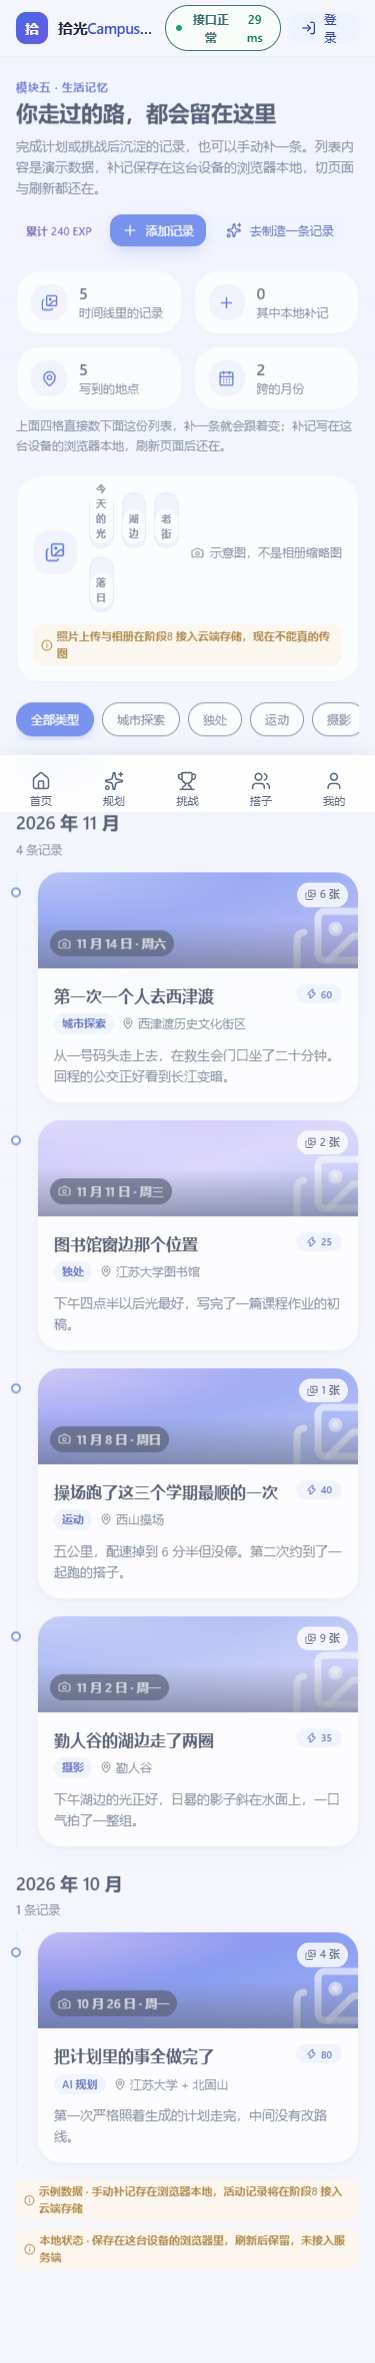 拾
拾光Campus...
接口正常
29 ms
登录
模块五 · 生活记忆
你走过的路，都会留在这里
完成计划或挑战后沉淀的记录，也可以手动补一条。列表内
容是演示数据，补记保存在这台设备的浏览器本地，切页面
与刷新都还在。
累计 240 EXP
添加记录
去制造一条记录
5
时间线里的记录
0
其中本地补记
5
写到的地点
2
跨的月份
上面四格直接数下面这份列表，补一条就会跟着变；补记写在这
台设备的浏览器本地，刷新页面后还在。
今天的光
湖边
老街
落日
示意图，不是相册缩略图
照片上传与相册在阶段8 接入云端存储，现在不能真的传
图
全部类型
城市探索
独处
运动
摄影
首页
规划
挑战
搭子
我的
2026 年 11 月
4 条记录
6 张
11 月 14 日 · 周六
第一次一个人去西津渡
60
城市探索
西津渡历史文化街区
从一号码头走上去，在救生会门口坐了二十分钟。
回程的公交正好看到长江变暗。
2 张
11 月 11 日 · 周三
图书馆窗边那个位置
25
独处
江苏大学图书馆
下午四点半以后光最好，写完了一篇课程作业的初
稿。
1 张
11 月 8 日 · 周日
操场跑了这三个学期最顺的一次
40
运动
西山操场
五公里，配速掉到 6 分半但没停。第二次约到了一
起跑的搭子。
9 张
11 月 2 日 · 周一
勤人谷的湖边走了两圈
35
摄影
勤人谷
下午湖边的光正好，日晷的影子斜在水面上，一口
气拍了一整组。
2026 年 10 月
1 条记录
4 张
10 月 26 日 · 周一
把计划里的事全做完了
80
AI 规划
江苏大学 + 北固山
第一次严格照着生成的计划走完，中间没有改路
线。
示例数据 · 手动补记存在浏览器本地，活动记录将在阶段8 接入
云端存储
本地状态 · 保存在这台设备的浏览器里，刷新后保留，未接入服
务端